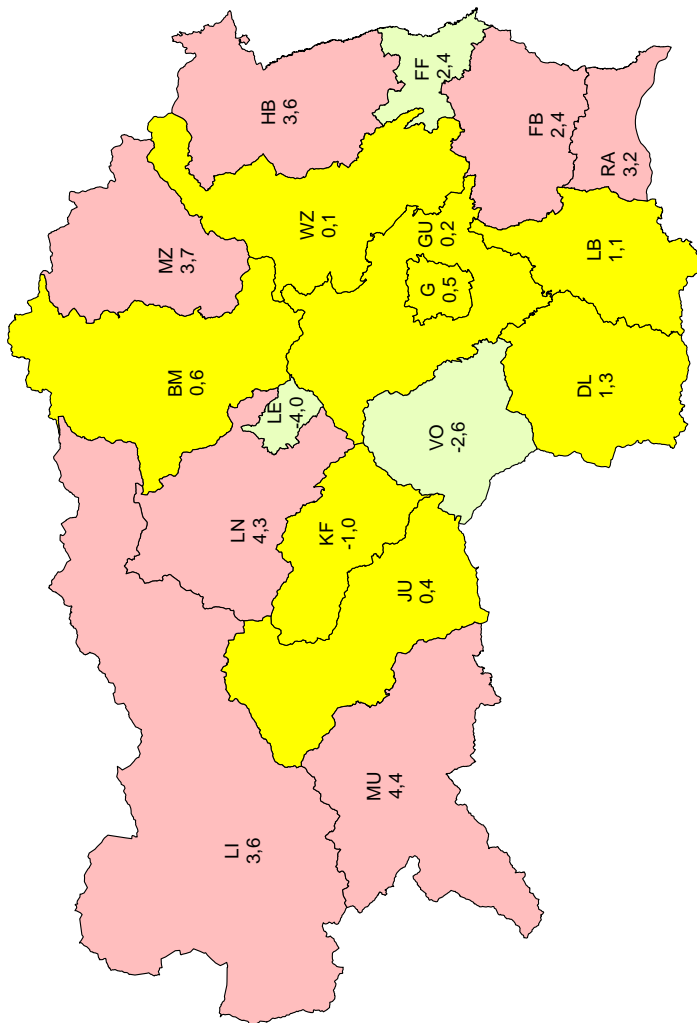 MZ
3,7
BM
0,6
LI
3,6
LN
4,3
HB
3,6
LE
-4,0
WZ
0,1
KF
-1,0
MU
4,4
JU
0,4
FF
2,4
GU
0,2
G
0,5
VO
-2,6
FB
2,4
DL
1,3
LB
1,1
RA
3,2